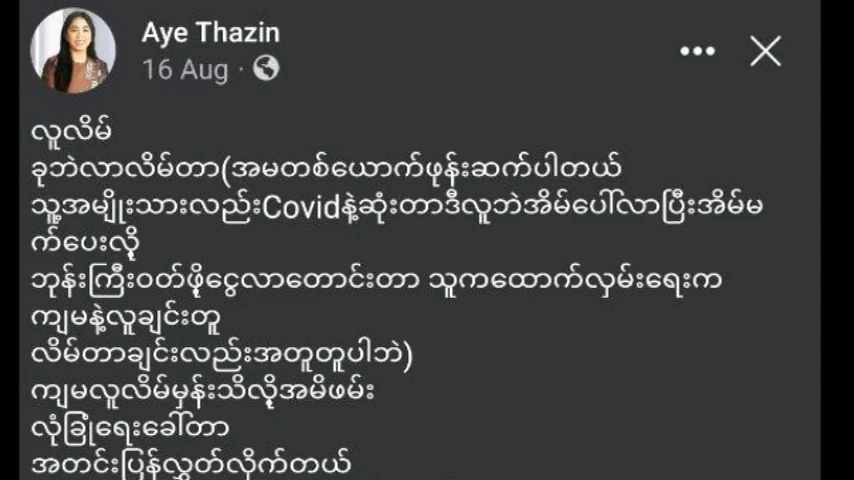 Aye Thazin
16 Aug ·
လူလိမ်
ခုဘဲလာလိမ်တာ(အမတစ်ယောက်ဖုန်းဆက်ပါတယ်
သူ့အမျိုးသားလည်းCovidနဲ့ဆုံးတာဒီလူဘဲအိမ်ပေါ်လာပြီးအိမ်မ
က်ပေးလို့
ဘုန်းကြီးဝတ်ဖို့ငွေလာတောင်းတာ သူကထောက်လှမ်းရေးက
ကျမနဲ့လူချင်းတူ
လိမ်တာချင်းလည်းအတူတူပါဘဲ)
ကျမလူလိမ်မှန်းသိလို့အမိဖမ်း
လုံခြုံရေးခေါ်တာ
အတင်းပြန်လွှတ်လိုက်တယ်